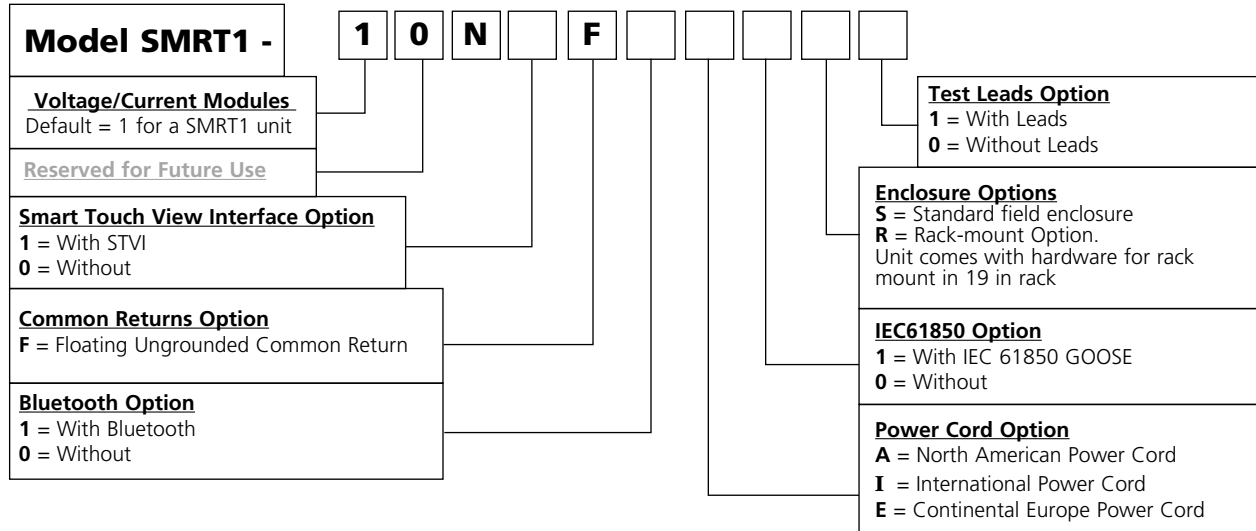 Model SMRT1 - 1 0 N F
Voltage/Current Modules
Default = 1 for a SMRT1 unit
Reserved for Future Use
Smart Touch View Interface Option
1 = With STVI
0 = Without
Common Returns Option
F = Floating Ungrounded Common Return
Bluetooth Option
1 = With Bluetooth
0 = Without
Test Leads Option
1 = With Leads
0 = Without Leads
Enclosure Options
S = Standard field enclosure
R = Rack-mount Option.
Unit comes with hardware for rack
mount in 19 in rack
IEC61850 Option
1 = With IEC 61850 GOOSE
0 = Without
Power Cord Option
A = North American Power Cord
I = International Power Cord
E = Continental Europe Power Cord